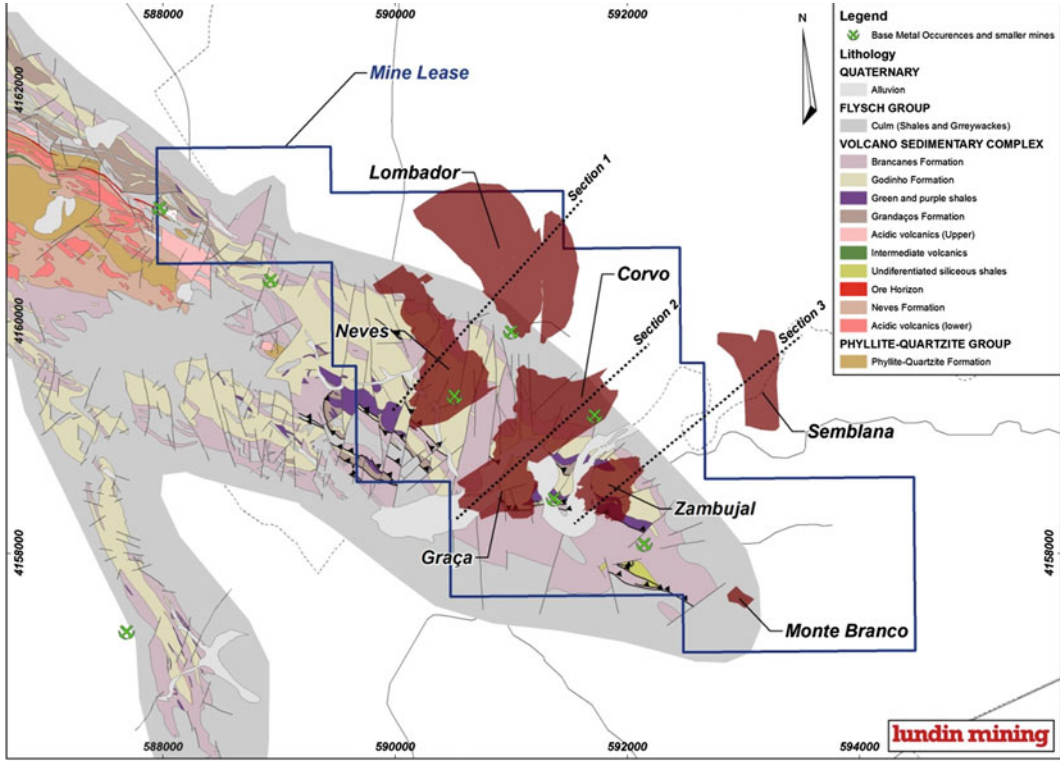 588000
590000
592000
4162000
4160000
4158000
4158000
588000
590000
592000
594000
N
Mine Lease
Lombador
Section 1
Corvo
Neves
Section 2
Section 3
Semblana
Zambujal
Graça
Monte Branco
Legend
Base Metal Occurences and smaller mines
Lithology
QUATERNARY
Alluvion
FLYSCH GROUP
Culm (Shales and Grreywackes)
VOLCANO SEDIMENTARY COMPLEX
Brancanes Formation
Godinho Formation
Green and purple shales
Grandaços Formation
Acidic volcanics (Upper)
Intermediate volcanics
Undiferentiated siliceous shales
Ore Horizon
Neves Formation
Acidic volcanics (lower)
PHYLLITE-QUARTZITE GROUP
Phyllite-Quartzite Formation
lundin mining